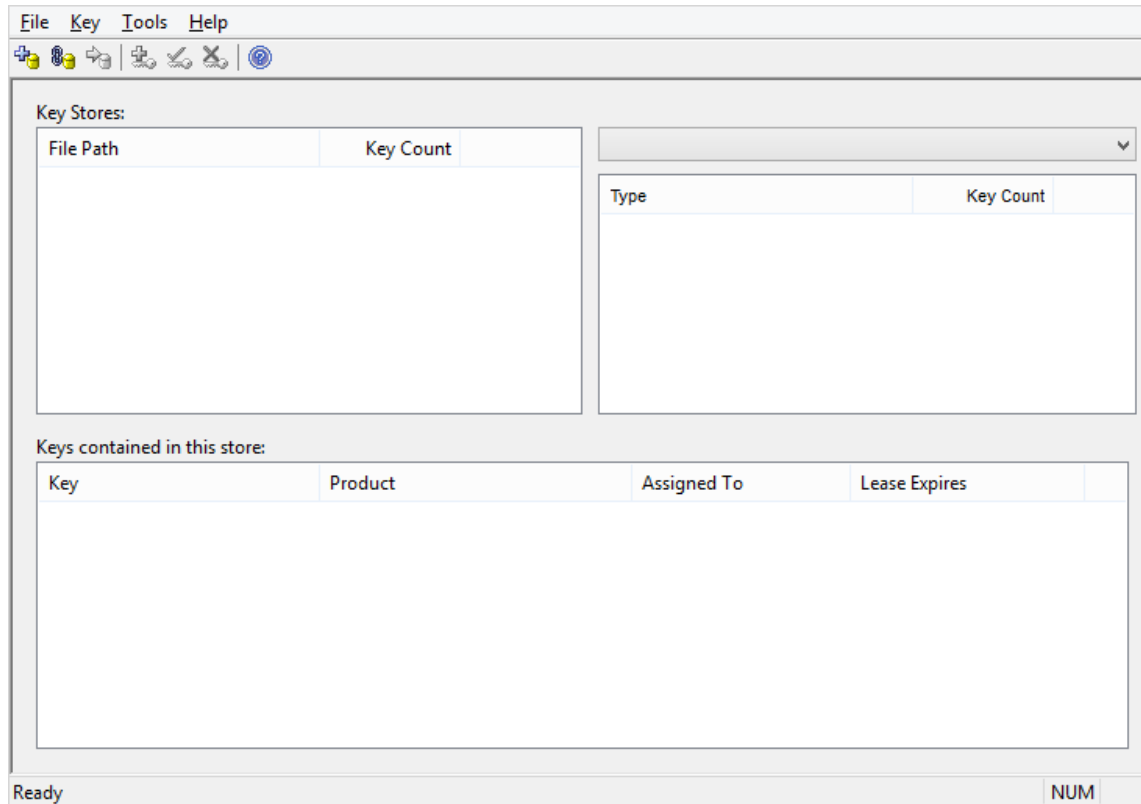 File Key Tools Help
Key Stores:
File Path Key Count
Type Key Count
Keys contained in this store:
Key Product Assigned To Lease Expires
Ready NUM